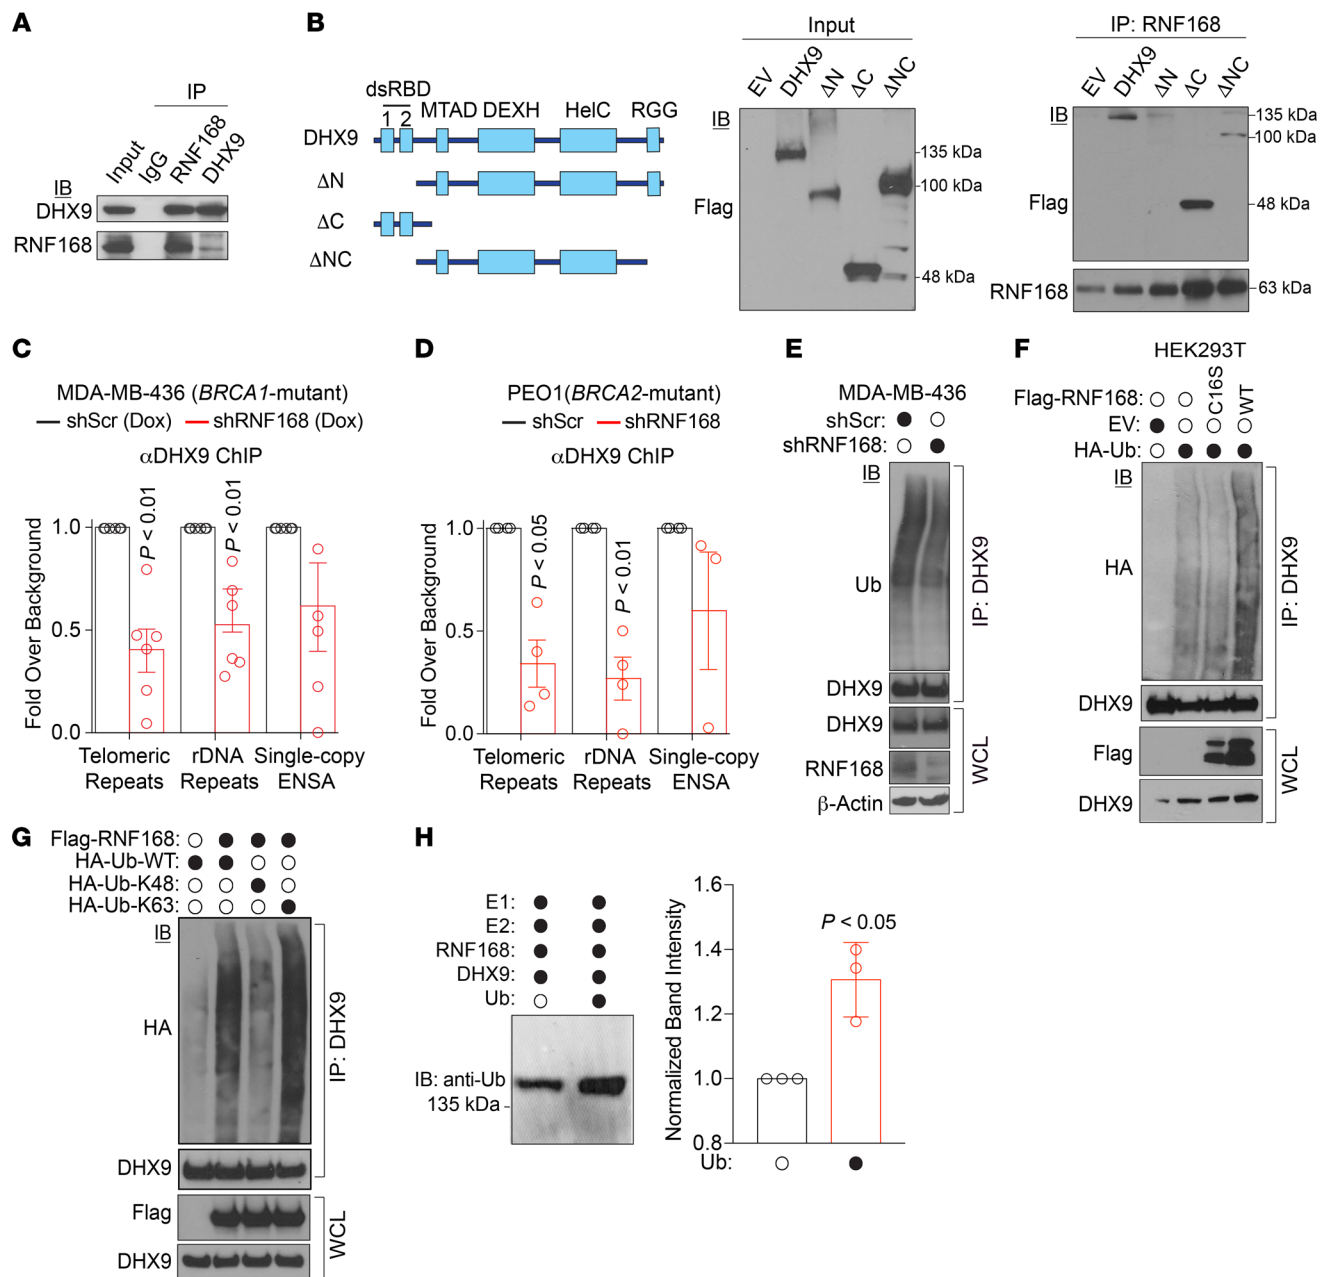 A
IP
Input
IgG
RNF168
DHX9
IB
DHX9
RNF168
B
dsRBD
1 2 MTAD DEXH HelC RGG
DHX9
ΔN
ΔC
ΔNC
Input
EV
DHX9
ΔN
ΔC
ΔNC
IB
Flag
135 kDa
100 kDa
48 kDa
IP: RNF168
EV
DHX9
ΔN
ΔC
ΔNC
IB
Flag
135 kDa
100 kDa
48 kDa
RNF168
63 kDa
C
MDA-MB-436 (BRCA1-mutant)
shScr (Dox) shRNF168 (Dox)
αDHX9 ChIP
Fold Over Background
1.0
0.5
0.0
P < 0.01
P < 0.01
Telomeric Repeats
rDNA Repeats
Single-copy ENSA
D
PEO1(BRCA2-mutant)
shScr shRNF168
αDHX9 ChIP
Fold Over Background
1.0
0.5
0.0
P < 0.05
P < 0.01
Telomeric Repeats
rDNA Repeats
Single-copy ENSA
E
MDA-MB-436
shScr:
shRNF168:
IB
Ub
DHX9
IP: DHX9
DHX9
RNF168
β-Actin
WCL
F
HEK293T
Flag-RNF168:
C16S
WT
EV:
HA-Ub:
IB
HA
DHX9
IP: DHX9
Flag
DHX9
WCL
G
Flag-RNF168:
HA-Ub-WT:
HA-Ub-K48:
HA-Ub-K63:
IB
HA
DHX9
IP: DHX9
Flag
DHX9
WCL
H
E1:
E2:
RNF168:
DHX9:
Ub:
IB: anti-Ub
135 kDa
Normalized Band Intensity
1.6
1.4
1.2
1.0
0.8
P < 0.05
Ub: